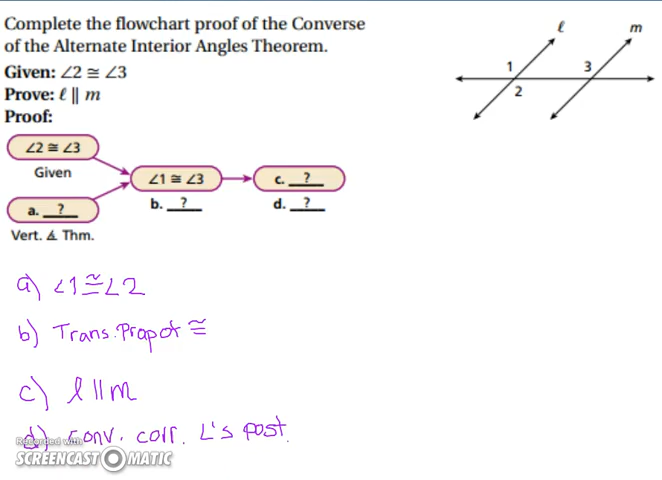 Complete the flowchart proof of the Converse
of the Alternate Interior Angles Theorem.
Given: ∠2 ≅ ∠3
Prove: ℓ || m
Proof:
ℓ
m
1
3
2
∠2 ≅ ∠3
Given
∠1 ≅ ∠3
c. ?
b. ?
d. ?
a. ?
Vert. ∡ Thm.
a) ∠1 ≅ ∠2
b) Trans. Prop of ≅
c) l || m
d) conv. corr. L's post.
Recorded with
SCREENCAST O MATIC